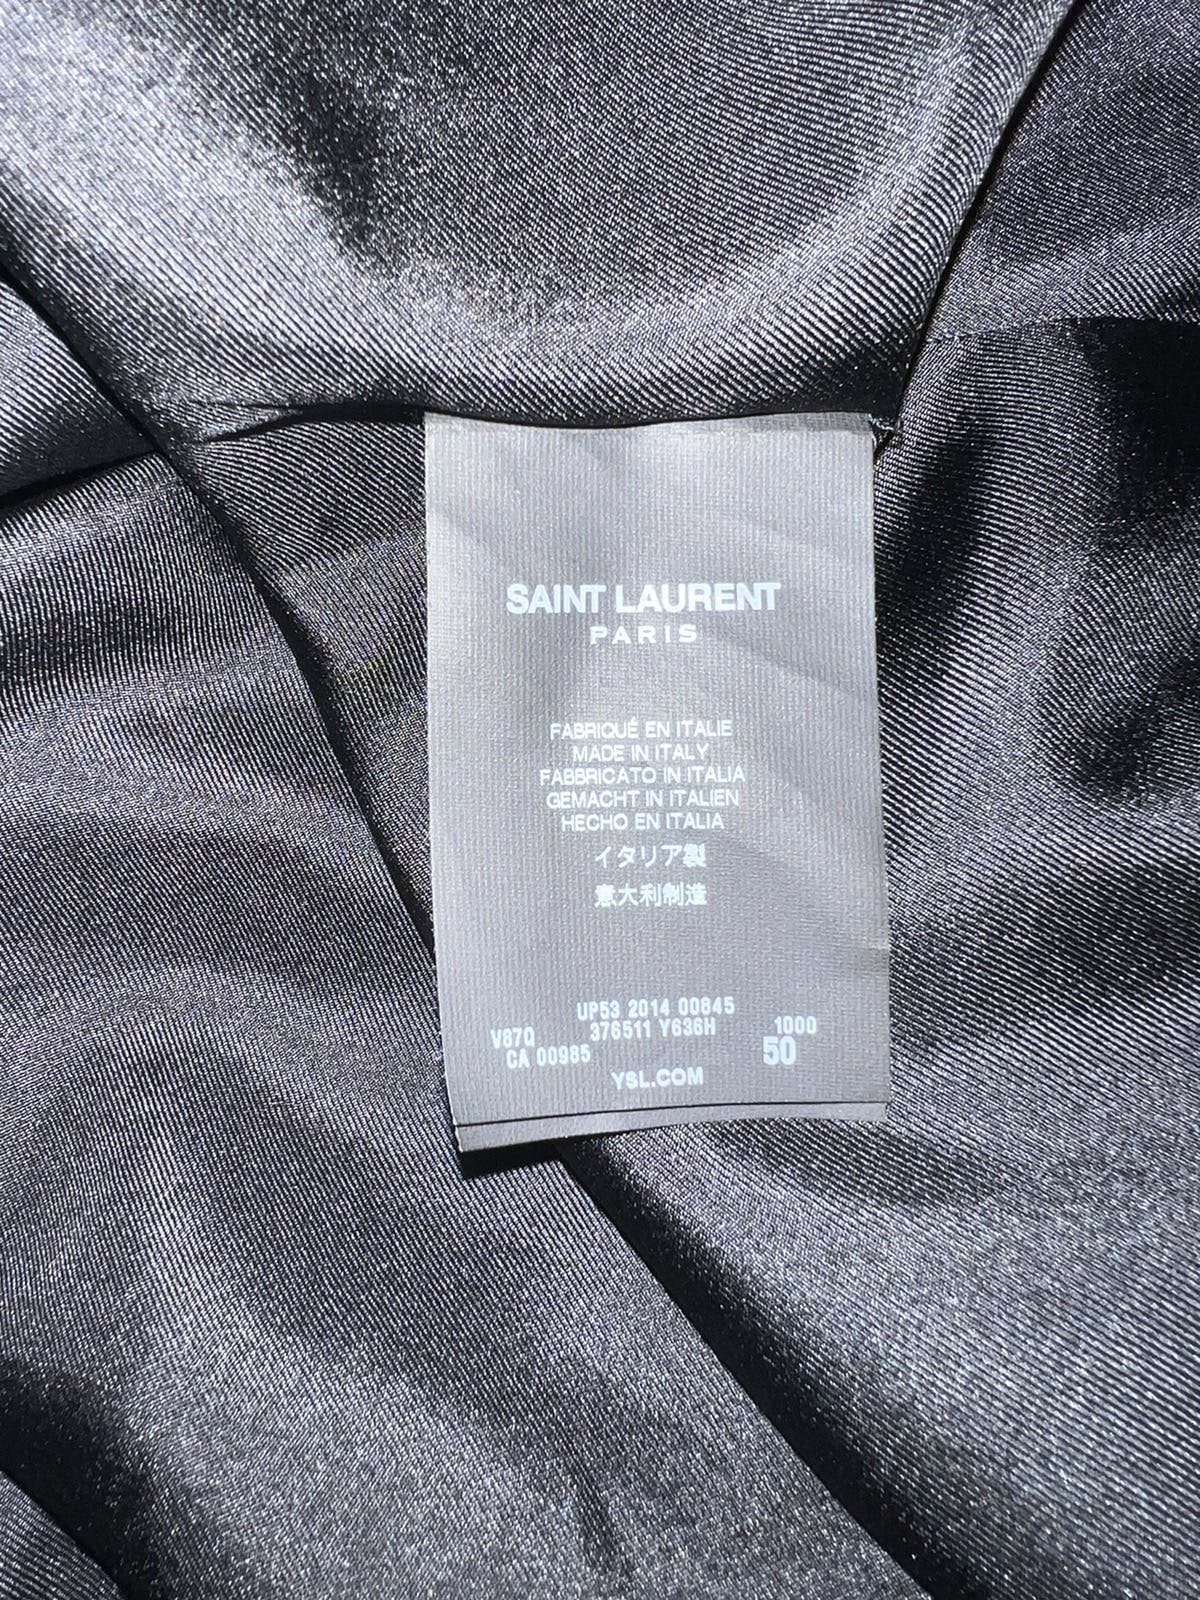 SAINT LAURENT
PARIS
FABRIQUÉ EN ITALIE
MADE IN ITALY
FABBRICATO IN ITALIA
GEMACHT IN ITALIEN
HECHO EN ITALIA
イタリア製
意大利制造
UP53 2014 00845
V87Q 376511 Y636H 1000
CA 00985 50
YSL.COM